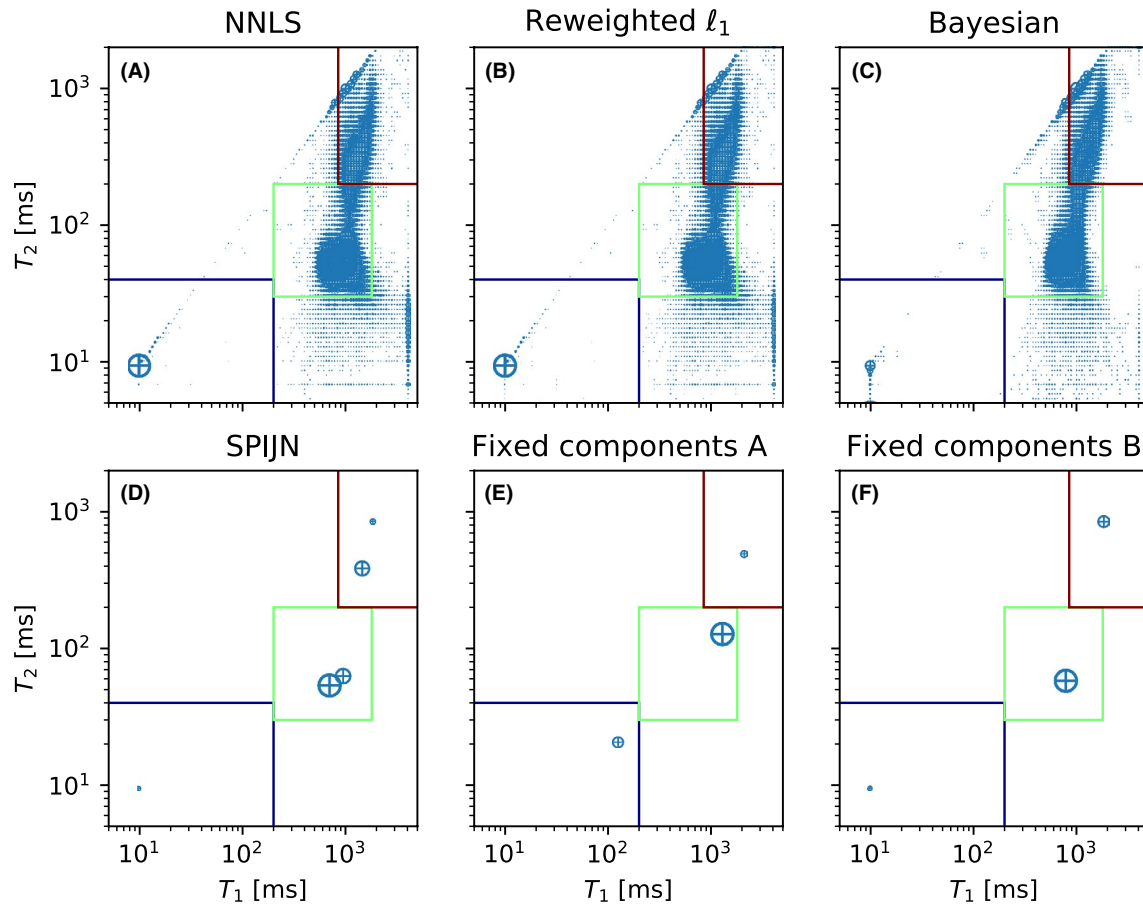 NNLS
Reweighted ℓ₁
Bayesian
(A)
(B)
(C)
10³
10²
10¹
T₂ [ms]
SPIJN
Fixed components A
Fixed components B
(D)
(E)
(F)
10³
10²
10¹
T₂ [ms]
10¹ 10² 10³
10¹ 10² 10³
10¹ 10² 10³
T₁ [ms]
T₁ [ms]
T₁ [ms]